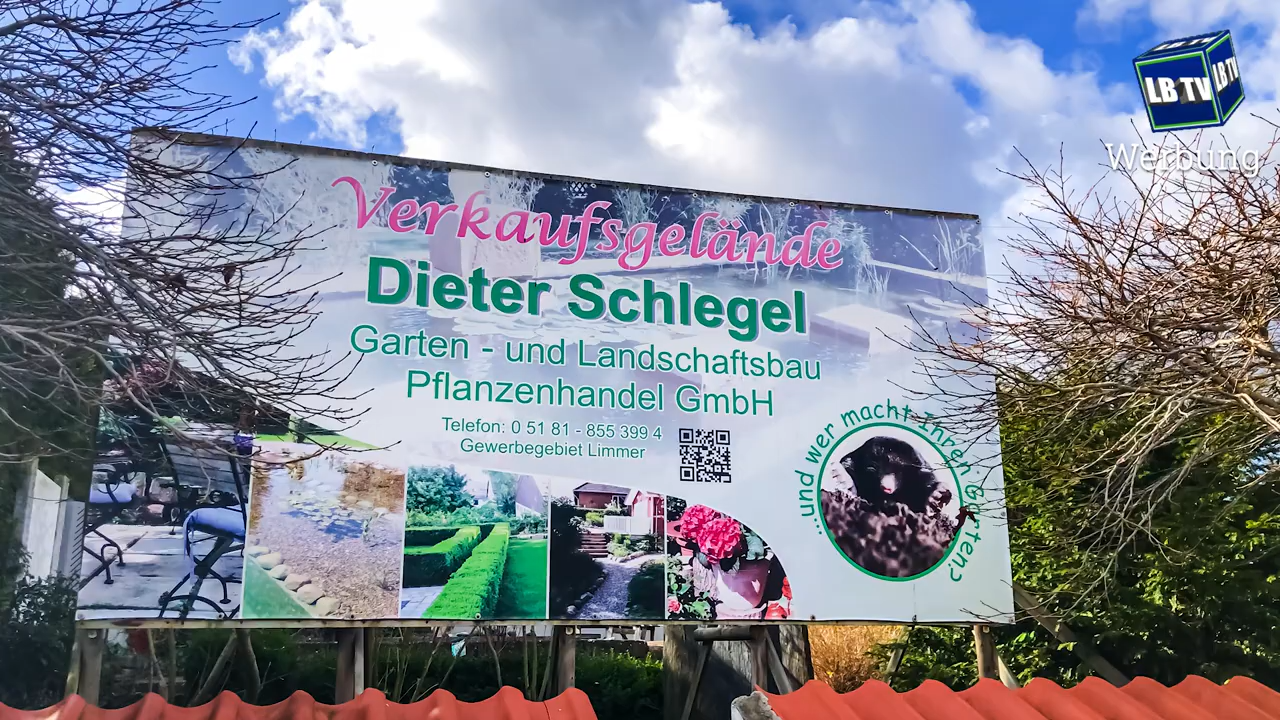 LB TV
LB TV
Werbung
Verkaufsgelände
Dieter Schlegel
Garten - und Landschaftsbau
Pflanzenhandel GmbH
Telefon: 0 51 81 - 855 399 4
Gewerbegebiet Limmer
...und wer macht Ihren Garten?